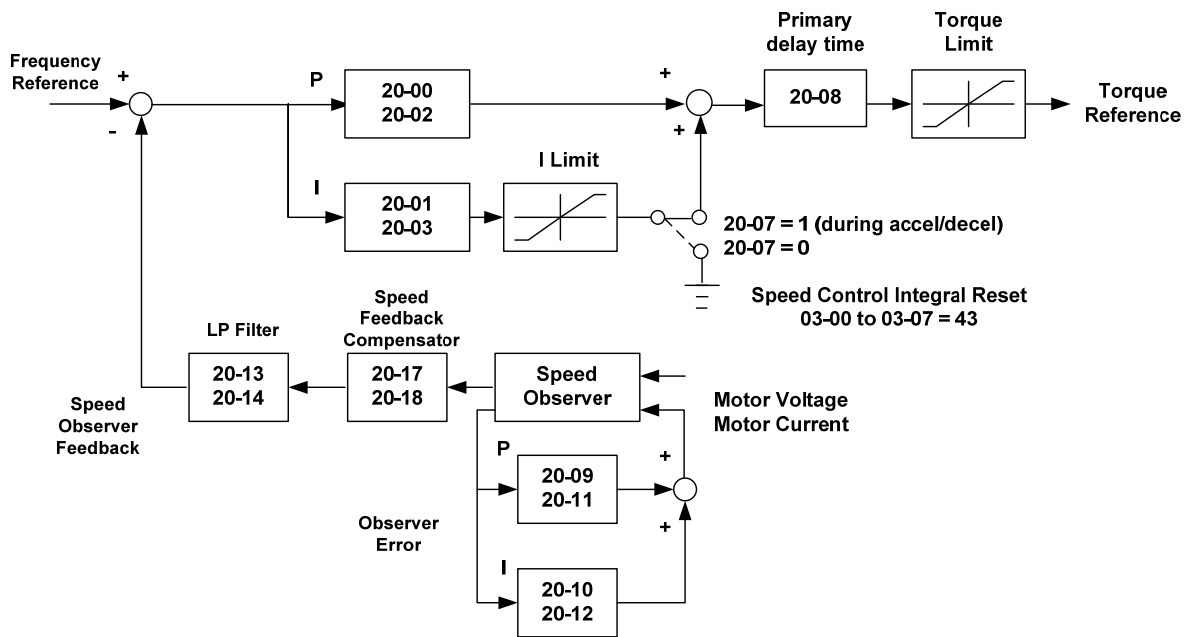 Frequency
Reference
+
-
P
20-00
20-02
+
+
Primary
delay time
20-08
Torque
Limit
Torque
Reference
I
20-01
20-03
I Limit
20-07 = 1 (during accel/decel)
20-07 = 0
Speed Control Integral Reset
03-00 to 03-07 = 43
LP Filter
20-13
20-14
Speed
Feedback
Compensator
20-17
20-18
Speed
Observer
Motor Voltage
Motor Current
Speed
Observer
Feedback
P
20-09
20-11
+
+
Observer
Error
I
20-10
20-12